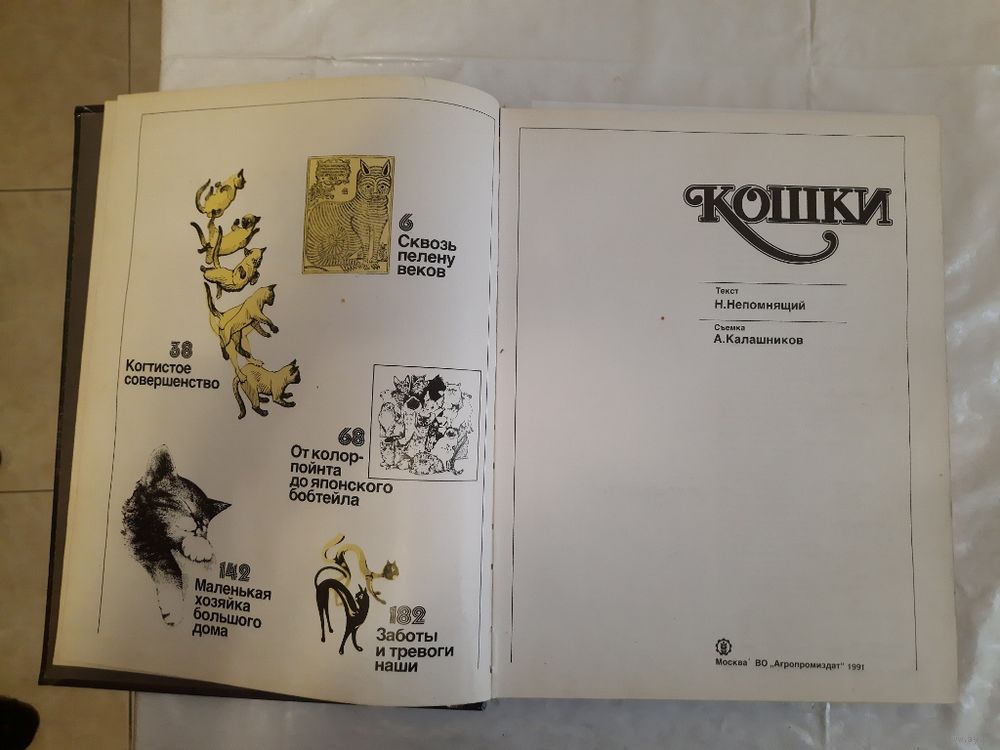 6
Сквозь
пелену
веков
38
Когтистое
совершенство
68
От колор-
пойнта
до японского
бобтейла
142
Маленькая
хозяйка
большого
дома
182
Заботы
и тревоги
наши
КОШКИ
Текст
Н.Непомнящий
Съемка
А.Калашников
Москва ВО „Агропромиздат" 1991